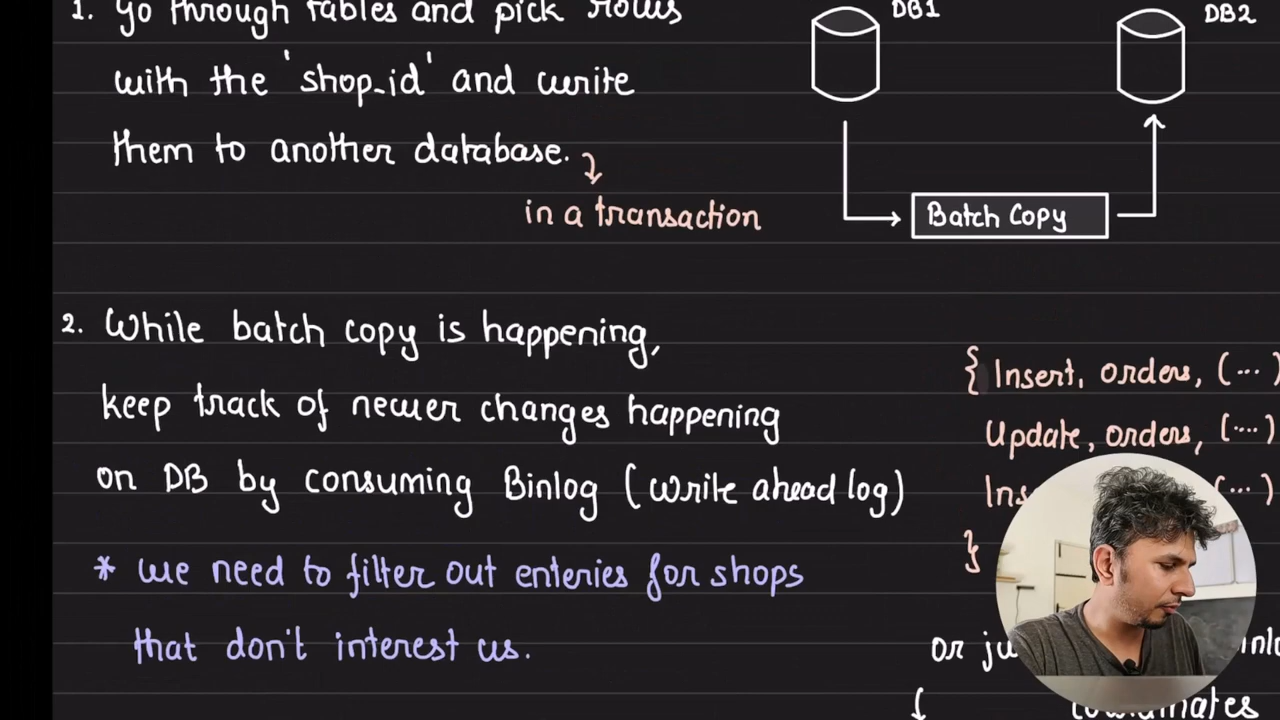 1. Go through tables and pick rows
with the 'shop_id' and write
them to another database.
in a transaction
DB1
DB2
Batch Copy
2. While batch copy is happening,
keep track of newer changes happening
on DB by consuming Binlog (write ahead log)
* we need to filter out enteries for shops
that don't interest us.
{ Insert, orders, (...
Update, orders, (....)
(...)
}
or